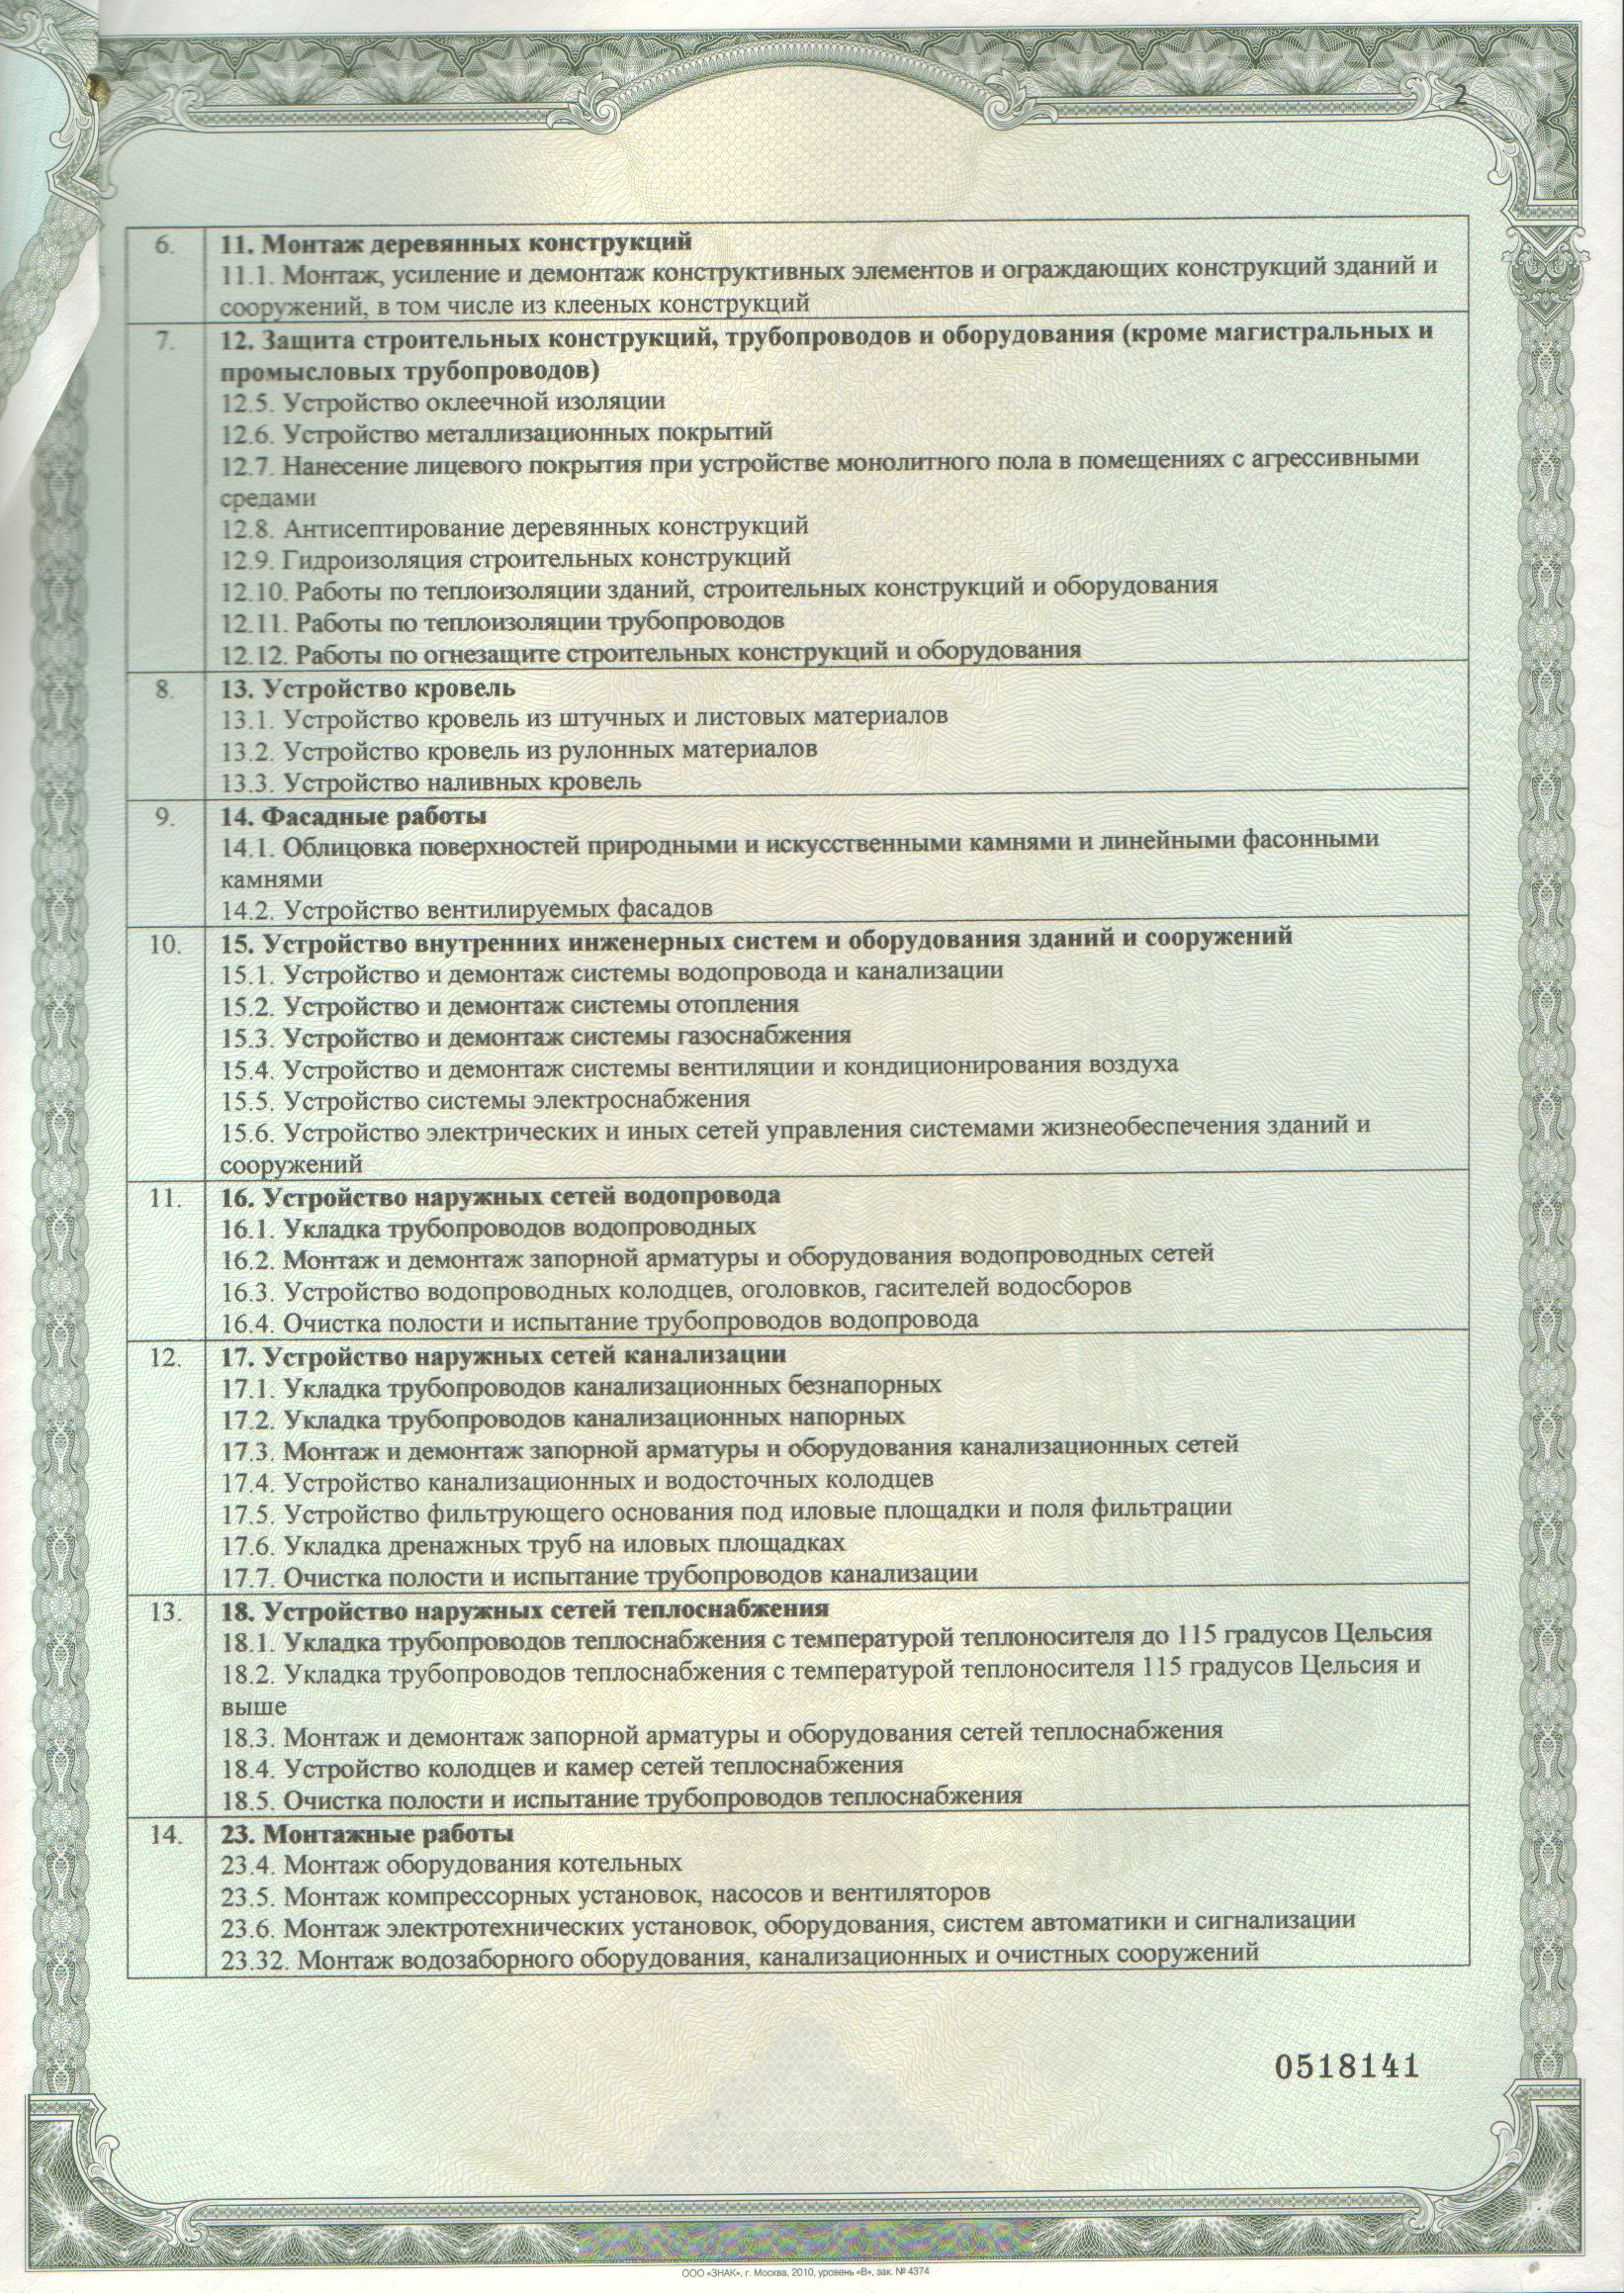 2
6. 11. Монтаж деревянных конструкций
11.1. Монтаж, усиление и демонтаж конструктивных элементов и ограждающих конструкций зданий и
сооружений, в том числе из клееных конструкций
7. 12. Защита строительных конструкций, трубопроводов и оборудования (кроме магистральных и
промысловых трубопроводов)
12.5. Устройство оклеечной изоляции
12.6. Устройство металлизационных покрытий
12.7. Нанесение лицевого покрытия при устройстве монолитного пола в помещениях с агрессивными
средами
12.8. Антисептирование деревянных конструкций
12.9. Гидроизоляция строительных конструкций
12.10. Работы по теплоизоляции зданий, строительных конструкций и оборудования
12.11. Работы по теплоизоляции трубопроводов
12.12. Работы по огнезащите строительных конструкций и оборудования
8. 13. Устройство кровель
13.1. Устройство кровель из штучных и листовых материалов
13.2. Устройство кровель из рулонных материалов
13.3. Устройство наливных кровель
9. 14. Фасадные работы
14.1. Облицовка поверхностей природными и искусственными камнями и линейными фасонными
камнями
14.2. Устройство вентилируемых фасадов
10. 15. Устройство внутренних инженерных систем и оборудования зданий и сооружений
15.1. Устройство и демонтаж системы водопровода и канализации
15.2. Устройство и демонтаж системы отопления
15.3. Устройство и демонтаж системы газоснабжения
15.4. Устройство и демонтаж системы вентиляции и кондиционирования воздуха
15.5. Устройство системы электроснабжения
15.6. Устройство электрических и иных сетей управления системами жизнеобеспечения зданий и
сооружений
11. 16. Устройство наружных сетей водопровода
16.1. Укладка трубопроводов водопроводных
16.2. Монтаж и демонтаж запорной арматуры и оборудования водопроводных сетей
16.3. Устройство водопроводных колодцев, оголовков, гасителей водосборов
16.4. Очистка полости и испытание трубопроводов водопровода
12. 17. Устройство наружных сетей канализации
17.1. Укладка трубопроводов канализационных безнапорных
17.2. Укладка трубопроводов канализационных напорных
17.3. Монтаж и демонтаж запорной арматуры и оборудования канализационных сетей
17.4. Устройство канализационных и водосточных колодцев
17.5. Устройство фильтрующего основания под иловые площадки и поля фильтрации
17.6. Укладка дренажных труб на иловых площадках
17.7. Очистка полости и испытание трубопроводов канализации
13. 18. Устройство наружных сетей теплоснабжения
18.1. Укладка трубопроводов теплоснабжения с температурой теплоносителя до 115 градусов Цельсия
18.2. Укладка трубопроводов теплоснабжения с температурой теплоносителя 115 градусов Цельсия и
выше
18.3. Монтаж и демонтаж запорной арматуры и оборудования сетей теплоснабжения
18.4. Устройство колодцев и камер сетей теплоснабжения
18.5. Очистка полости и испытание трубопроводов теплоснабжения
14. 23. Монтажные работы
23.4. Монтаж оборудования котельных
23.5. Монтаж компрессорных установок, насосов и вентиляторов
23.6. Монтаж электротехнических установок, оборудования, систем автоматики и сигнализации
23.32. Монтаж водозаборного оборудования, канализационных и очистных сооружений
0518141
ООО «ЗНАК», г. Москва, 2010, уровень «В», зак. № 4374